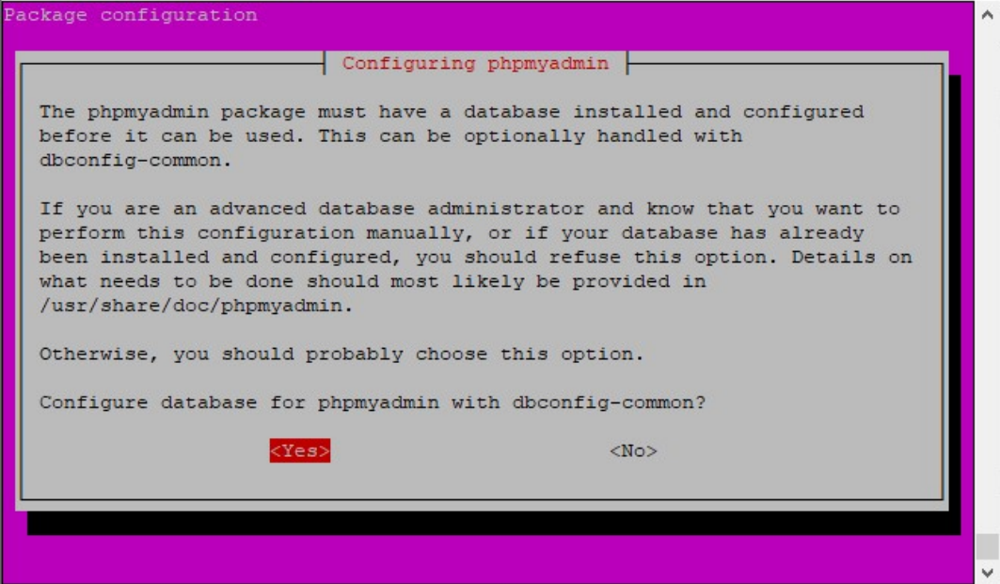 Package configuration
Configuring phpmyadmin
The phpmyadmin package must have a database installed and configured
before it can be used. This can be optionally handled with
dbconfig-common.
If you are an advanced database administrator and know that you want to
perform this configuration manually, or if your database has already
been installed and configured, you should refuse this option. Details on
what needs to be done should most likely be provided in
/usr/share/doc/phpmyadmin.
Otherwise, you should probably choose this option.
Configure database for phpmyadmin with dbconfig-common?
<Yes> <No>